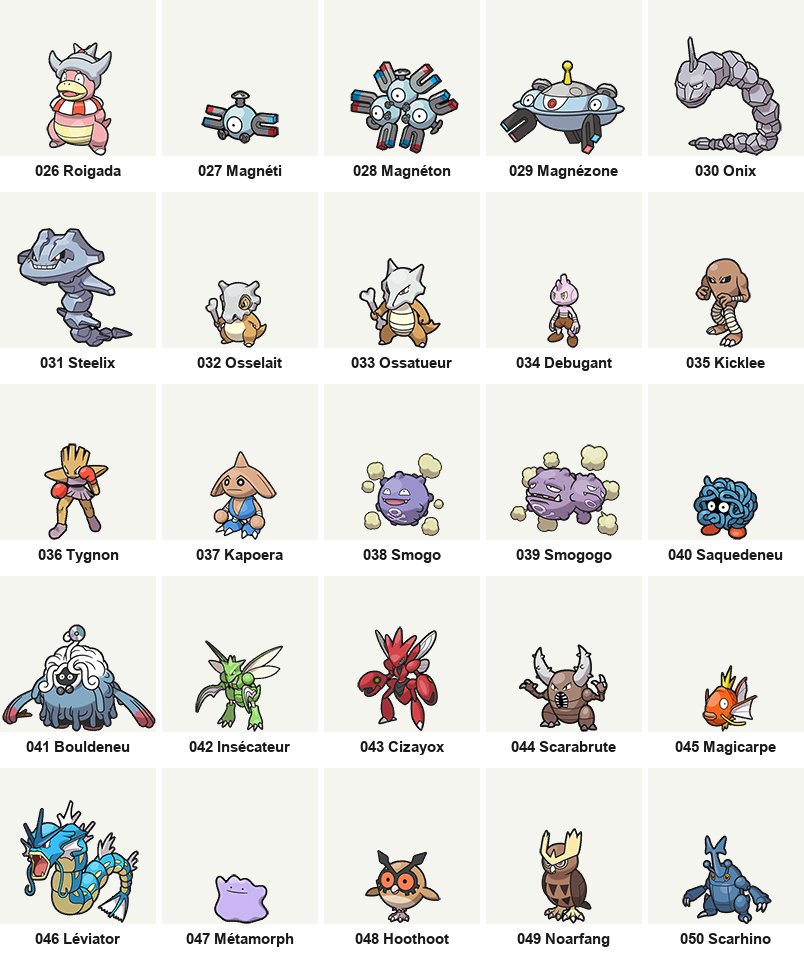 026 Roigada
027 Magnéti
028 Magnéton
029 Magnézone
030 Onix
031 Steelix
032 Osselait
033 Ossatueur
034 Debugant
035 Kicklee
036 Tygnon
037 Kapoera
038 Smogo
039 Smogogo
040 Saquedeneu
041 Bouldeneu
042 Insécateur
043 Cizayox
044 Scarabrute
045 Magicarpe
046 Léviator
047 Métamorph
048 Hoothoot
049 Noarfang
050 Scarhino